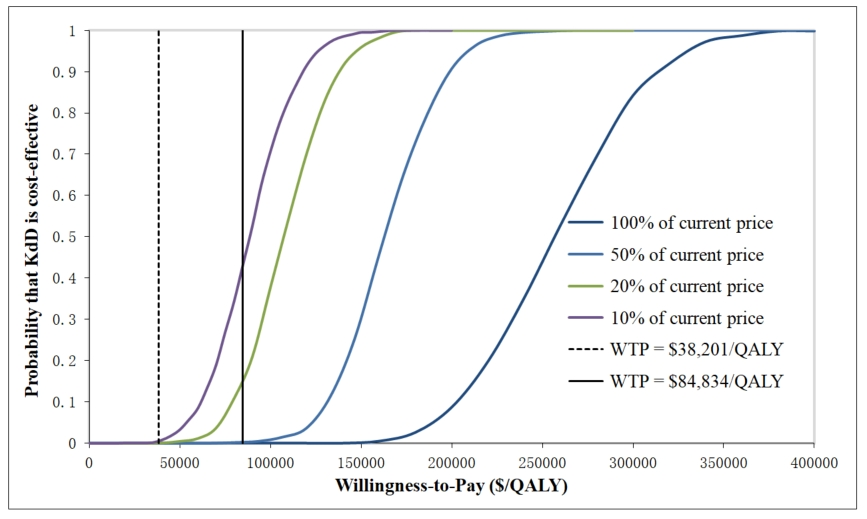 Probability that KdD is cost-effective
1
0.9
0.8
0.7
0.6
0.5
0.4
0.3
0.2
0.1
0
0 50000 100000 150000 200000 250000 300000 350000 400000
Willingness-to-Pay ($/QALY)
100% of current price
50% of current price
20% of current price
10% of current price
WTP = $38,201/QALY
WTP = $84,834/QALY